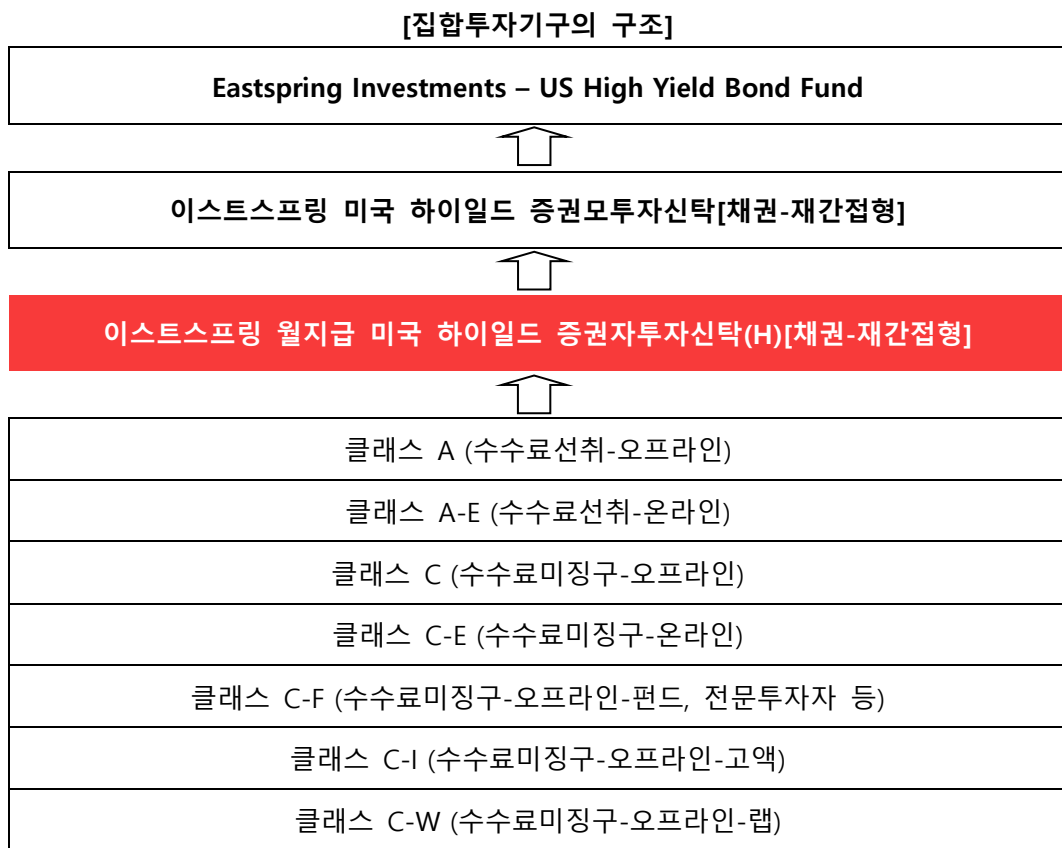 [집합투자기구의 구조]
Eastspring Investments – US High Yield Bond Fund
이스트스프링 미국 하이일드 증권모투자신탁[채권-재간접형]
이스트스프링 월지급 미국 하이일드 증권자투자신탁(H)[채권-재간접형]
클래스 A (수수료선취-오프라인)
클래스 A-E (수수료선취-온라인)
클래스 C (수수료미징구-오프라인)
클래스 C-E (수수료미징구-온라인)
클래스 C-F (수수료미징구-오프라인-펀드, 전문투자자 등)
클래스 C-I (수수료미징구-오프라인-고액)
클래스 C-W (수수료미징구-오프라인-랩)